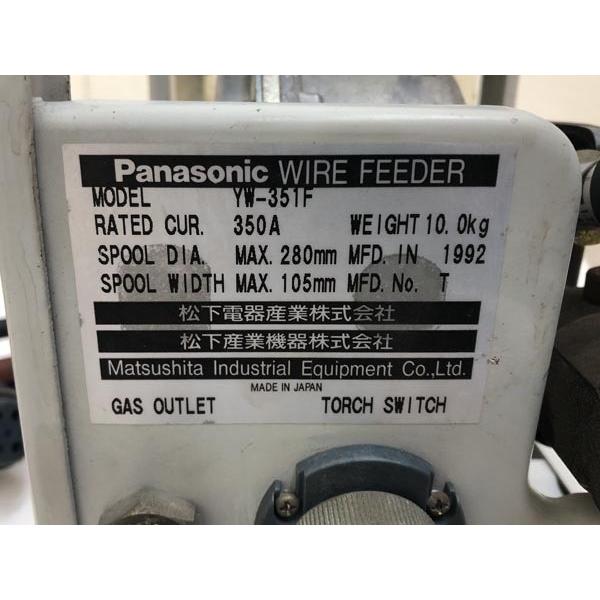 Panasonic WIRE FEEDER
MODEL YW-351F
RATED CUR. 350A WEIGHT 10.0kg
SPOOL DIA. MAX. 280mm MFD. IN 1992
SPOOL WIDTH MAX. 105mm MFD. No. T
松下電器産業株式会社
松下産業機器株式会社
Matsushita Industrial Equipment Co.,Ltd.
MADE IN JAPAN
GAS OUTLET TORCH SWITCH